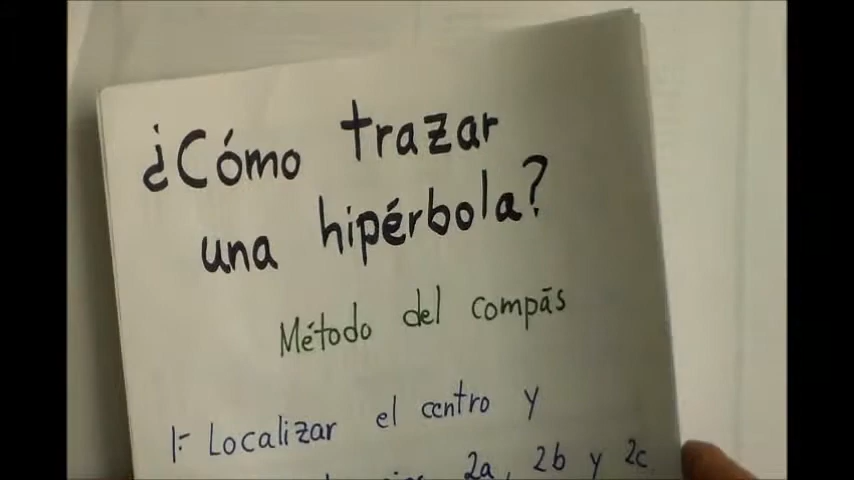 ¿Cómo trazar
una hipérbola?
Método del compás
1:- Localizar el centro y
2a, 2b y 2c